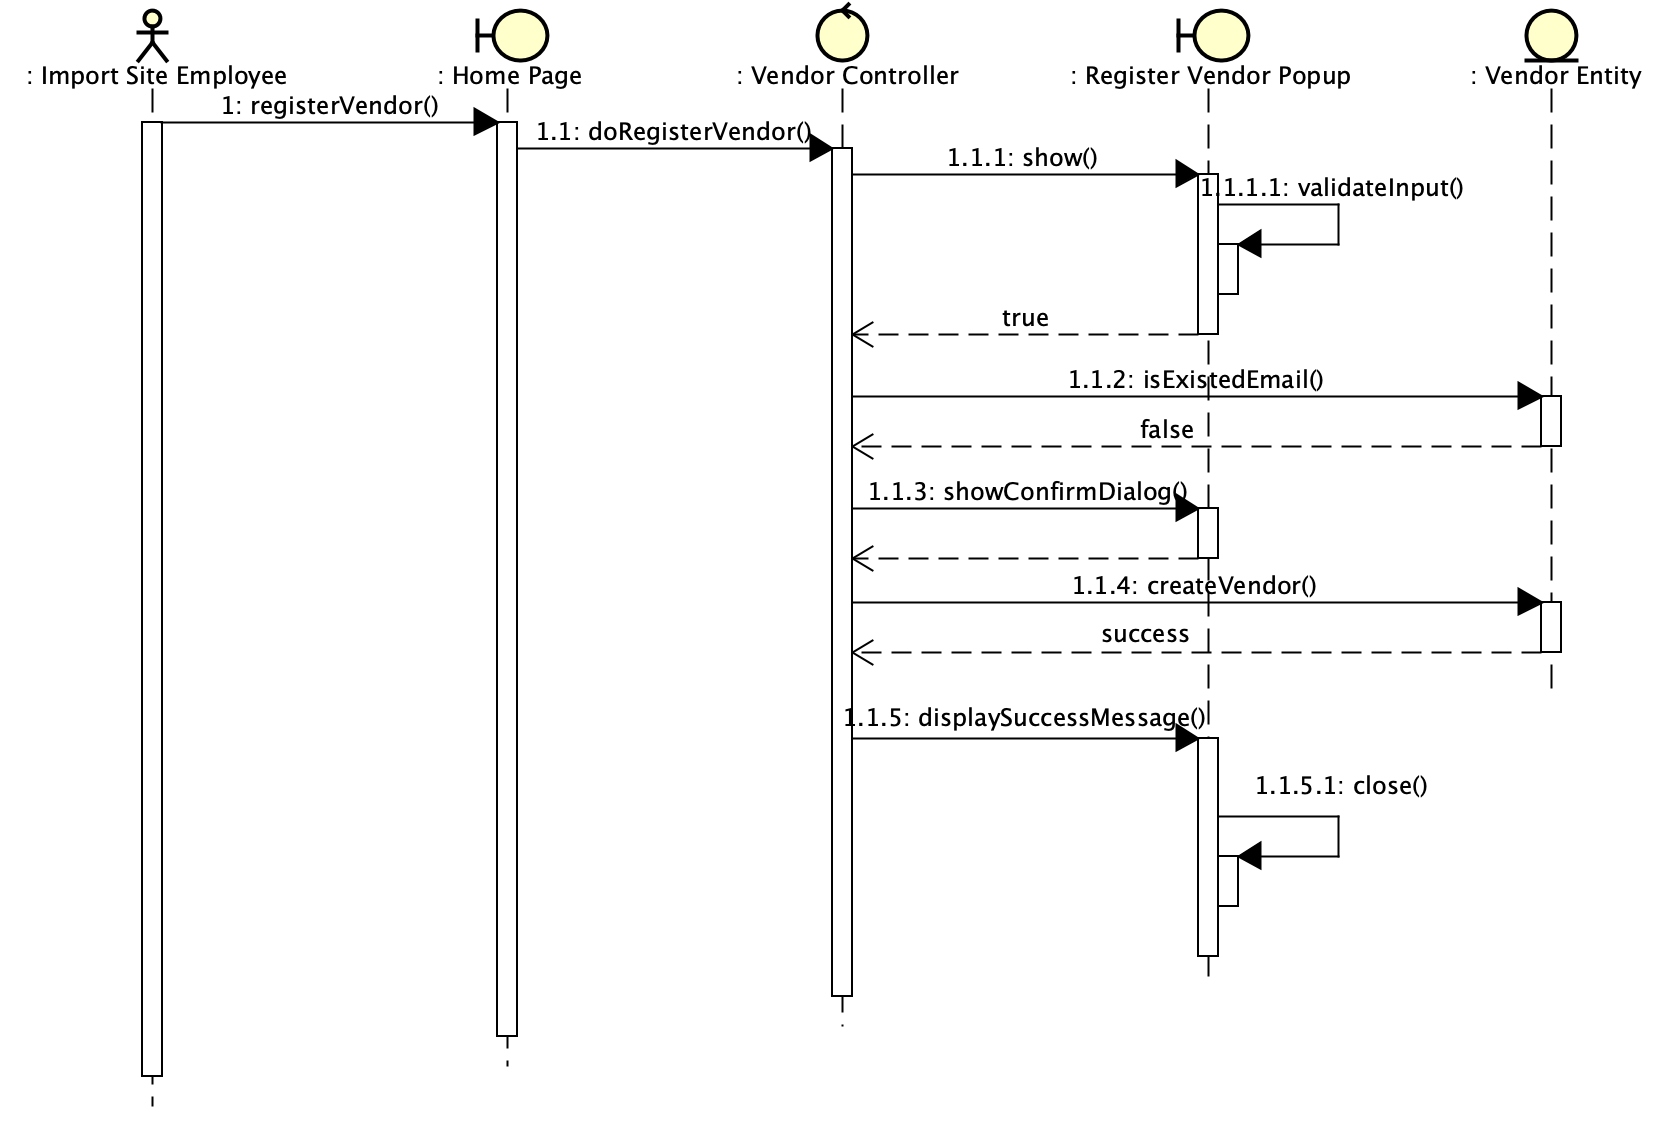 : Import Site Employee
: Home Page
: Vendor Controller
: Register Vendor Popup
: Vendor Entity
1: registerVendor()
1.1: doRegisterVendor()
1.1.1: show()
1.1.1.1: validateInput()
true
1.1.2: isExistedEmail()
false
1.1.3: showConfirmDialog()
1.1.4: createVendor()
success
1.1.5: displaySuccessMessage()
1.1.5.1: close()